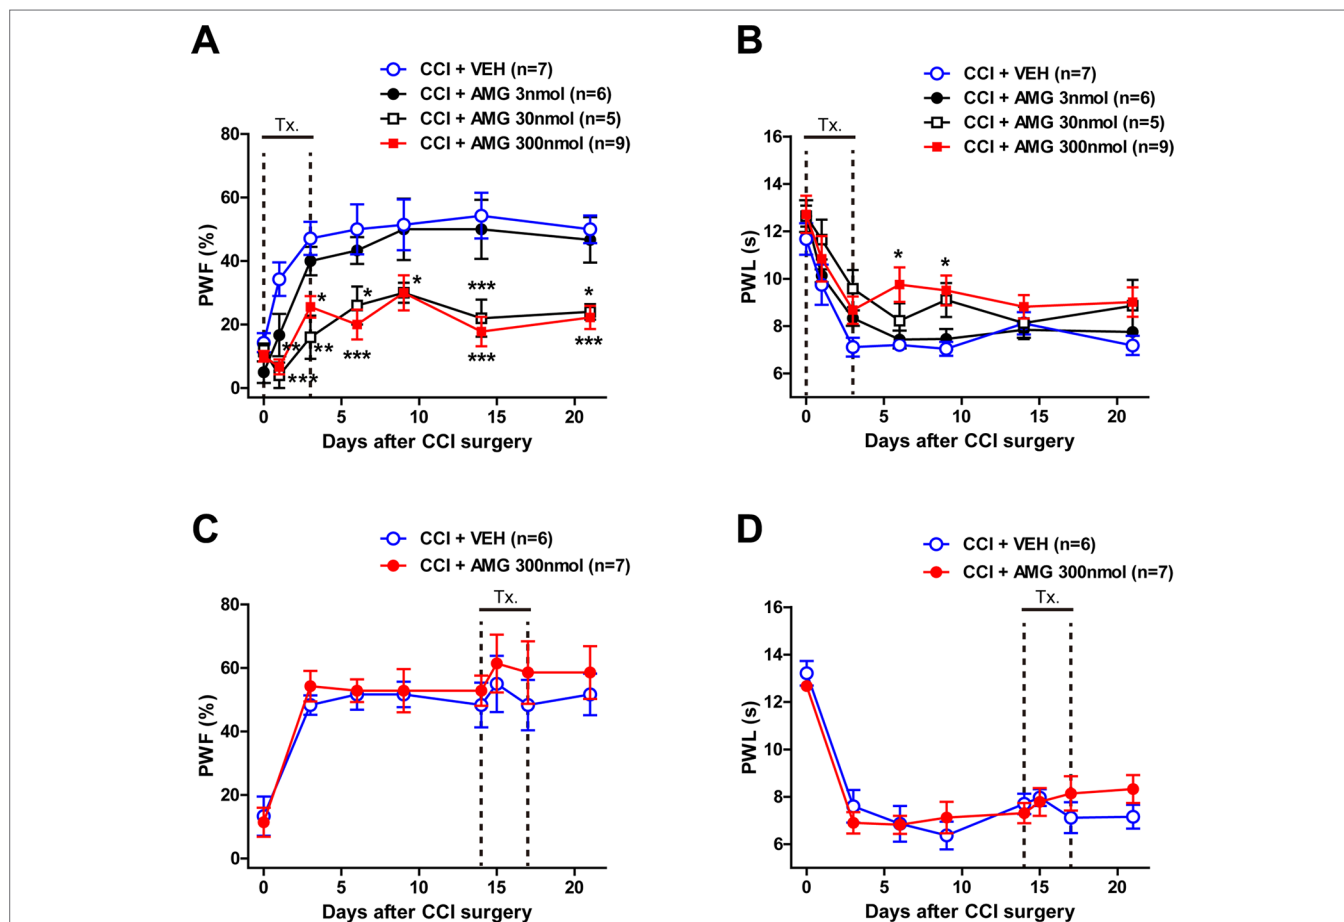 A
CCI + VEH (n=7)
CCI + AMG 3nmol (n=6)
CCI + AMG 30nmol (n=5)
CCI + AMG 300nmol (n=9)
Tx.
80
60
40
20
0
PWF (%)
*
*
*
***
*
**
**
***
***
***
***
0
5
10
15
20
Days after CCI surgery
B
CCI + VEH (n=7)
CCI + AMG 3nmol (n=6)
CCI + AMG 30nmol (n=5)
CCI + AMG 300nmol (n=9)
Tx.
16
14
12
10
8
6
PWL (s)
*
*
0
5
10
15
20
Days after CCI surgery
C
CCI + VEH (n=6)
CCI + AMG 300nmol (n=7)
Tx.
80
60
40
20
0
PWF (%)
0
5
10
15
20
Days after CCI surgery
D
CCI + VEH (n=6)
CCI + AMG 300nmol (n=7)
Tx.
16
14
12
10
8
6
PWL (s)
0
5
10
15
20
Days after CCI surgery